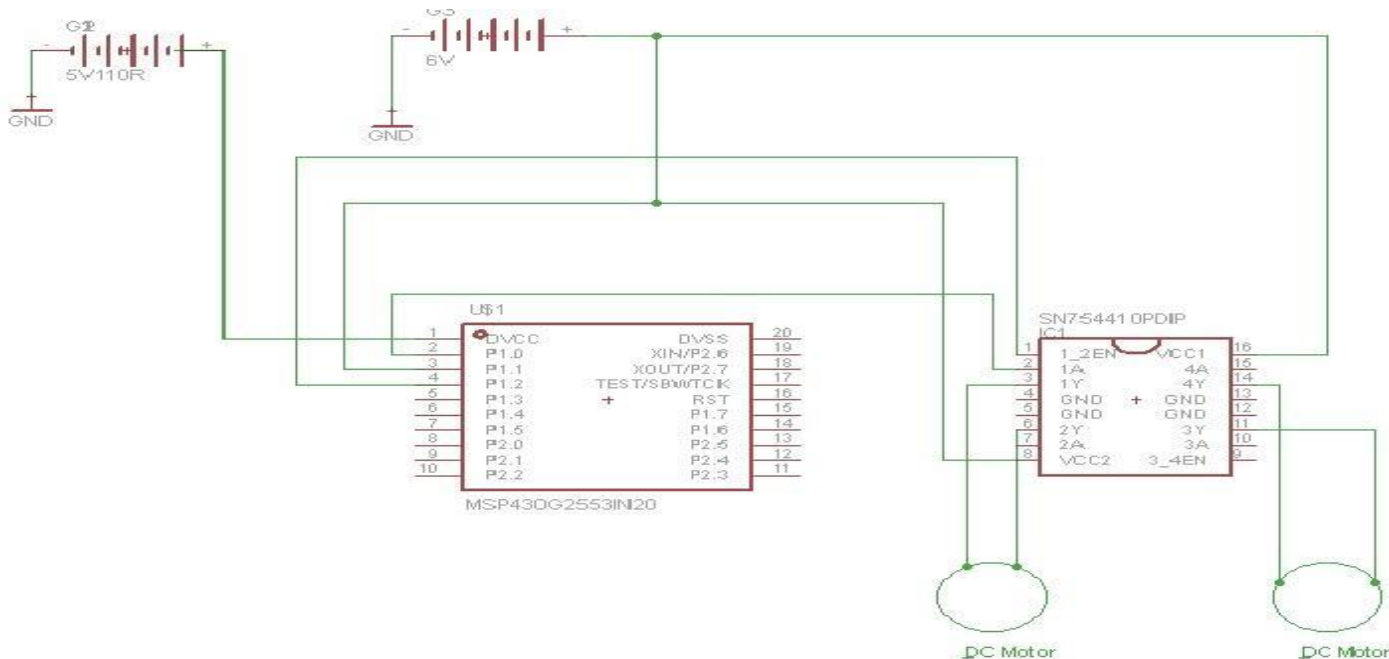 G3
- +
- +
5V110R
6V
GND
GND
U$1
SN754410PDIP
IC1
1 DVCC DVSS 20
2 P1.0 XIN/P2.6 19
3 P1.1 XOUT/P2.7 18
4 P1.2 TEST/SBWTCK 17
5 P1.3 RST 16
6 P1.4 P1.7 15
7 P1.5 P1.6 14
8 P2.0 P2.5 13
9 P2.1 P2.4 12
10 P2.2 P2.3 11
MSP430G2553IN20
1 1_2EN VCC1 16
2 1A 4A 15
3 1Y 4Y 14
4 GND GND 13
5 GND GND 12
6 2Y 3Y 11
7 2A 3A 10
8 VCC2 3_4EN 9
DC Motor
DC Motor